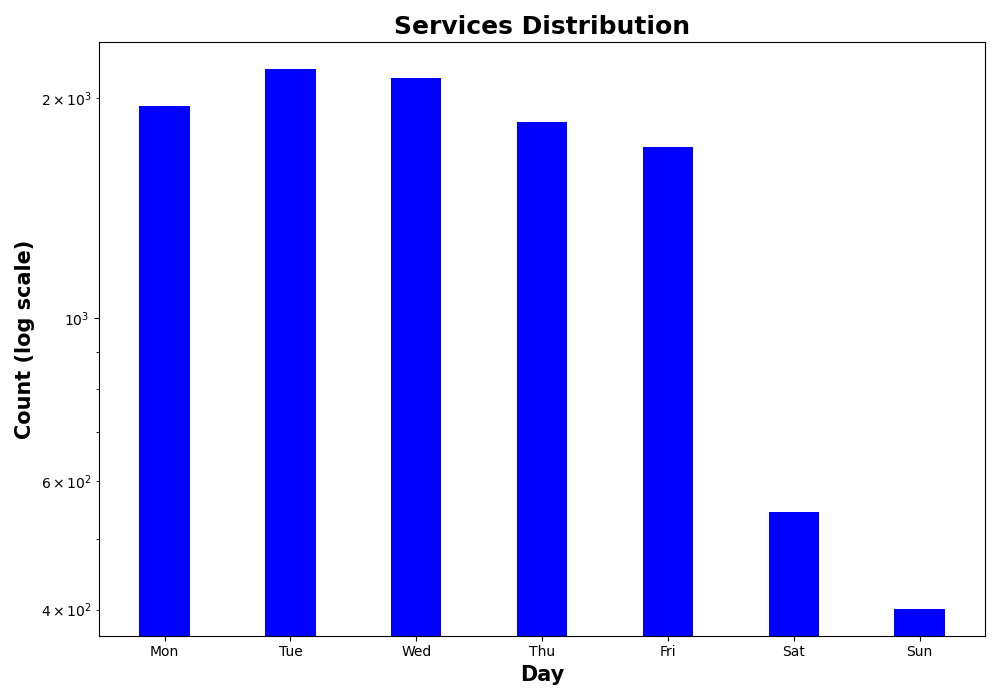 Services Distribution
Count (log scale)
2 × 10³
10³
6 × 10²
4 × 10²
Mon Tue Wed Thu Fri Sat Sun
Day